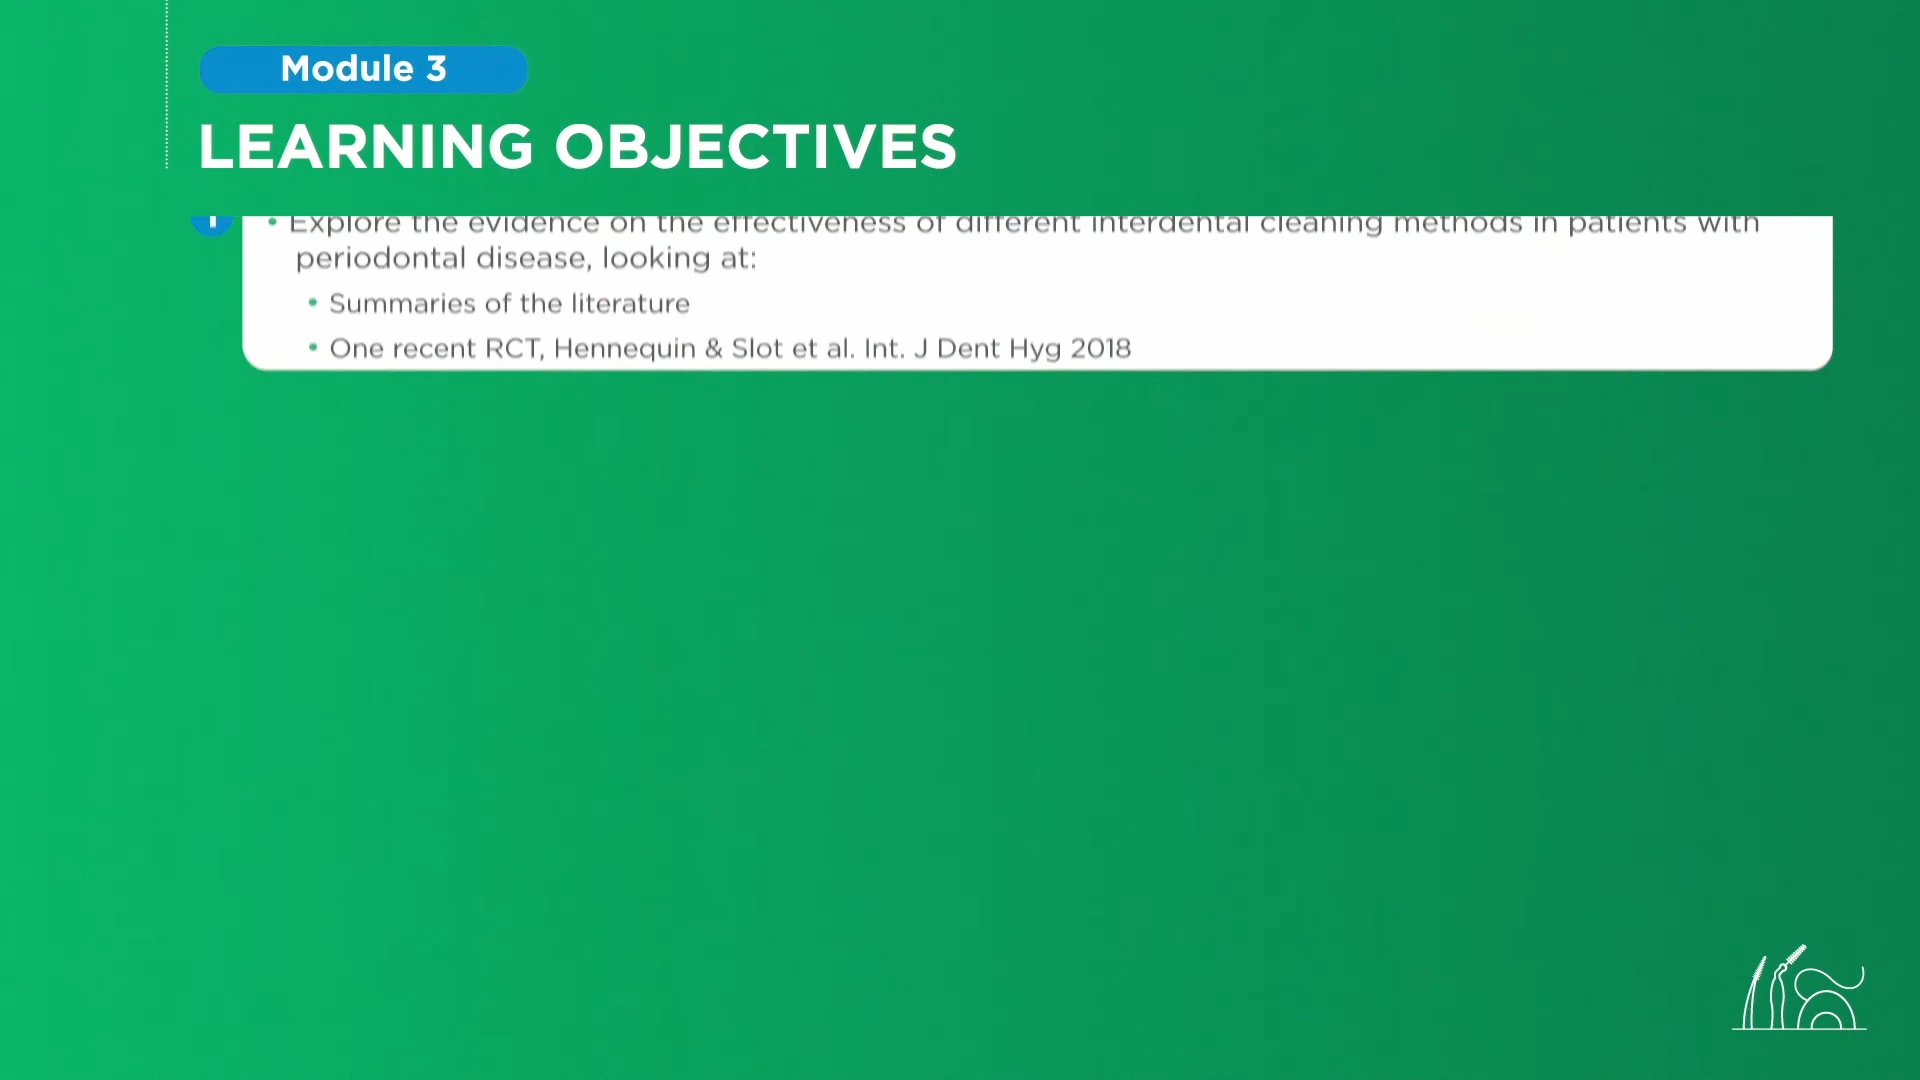 Module 3
LEARNING OBJECTIVES
• Explore the evidence on the effectiveness of different interdental cleaning methods in patients with
periodontal disease, looking at:
• Summaries of the literature
• One recent RCT, Hennequin & Slot et al. Int. J Dent Hyg 2018